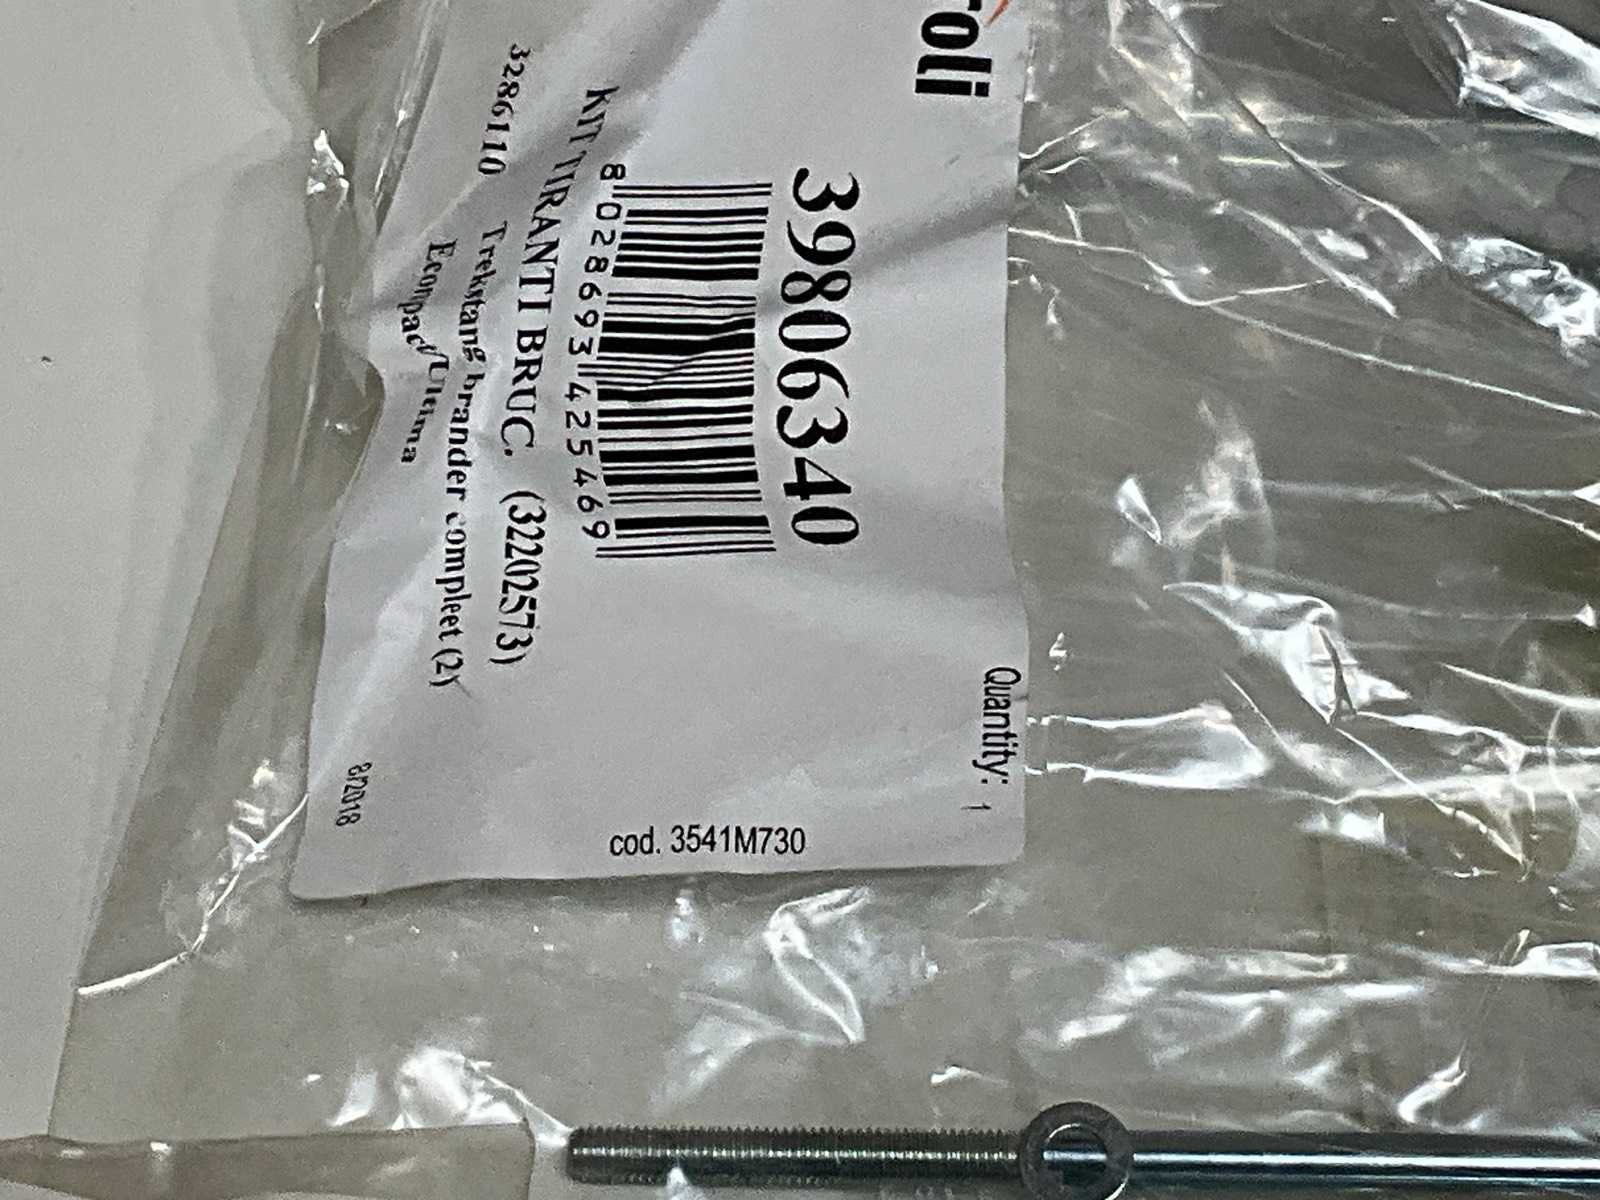 roli
Quantity: 1
39806340
8 028693 425469
KIT TIRANTI BRUC. (32202573)
3286110 Trekstang brander compleet (2)
Ecompact/Ultima
cod. 3541M730
8/2018